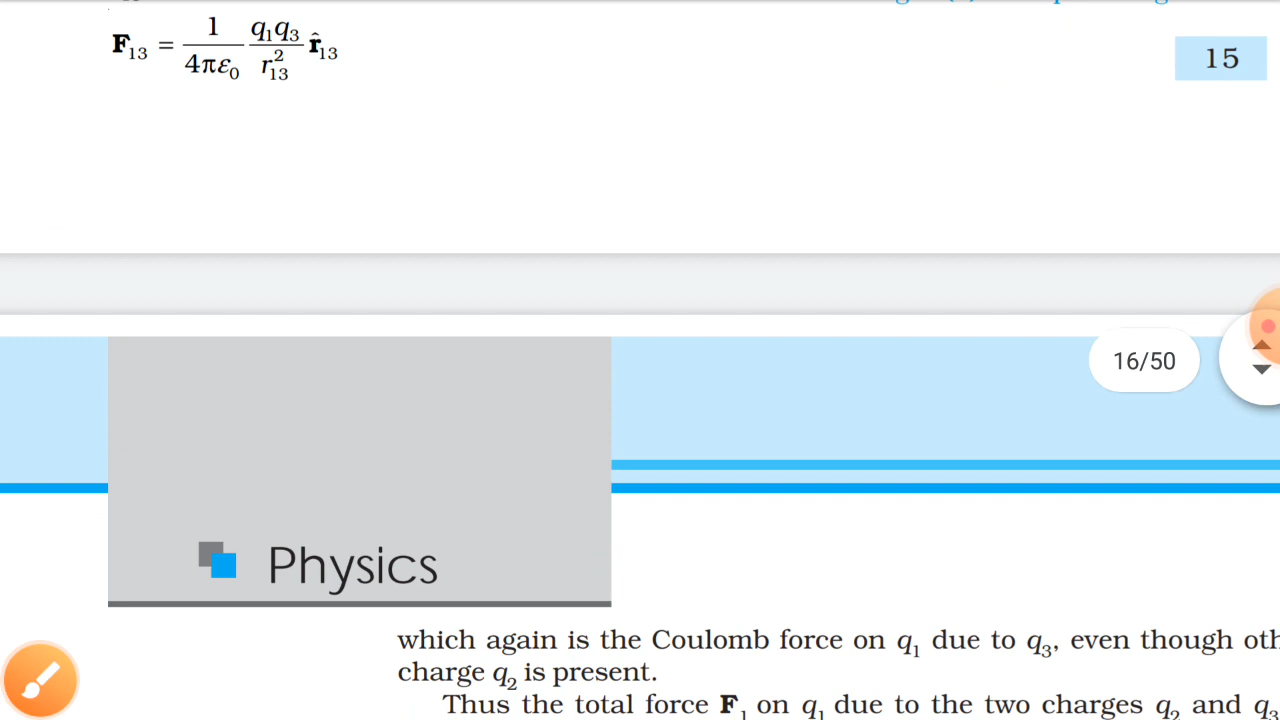 F₁₃ = 1/4πε₀ q₁q₃/r²₁₃ r̂₁₃
15
16/50
Physics
which again is the Coulomb force on q₁ due to q₃, even though oth
charge q₂ is present.
Thus the total force F₁ on q₁ due to the two charges q₂ and q₃